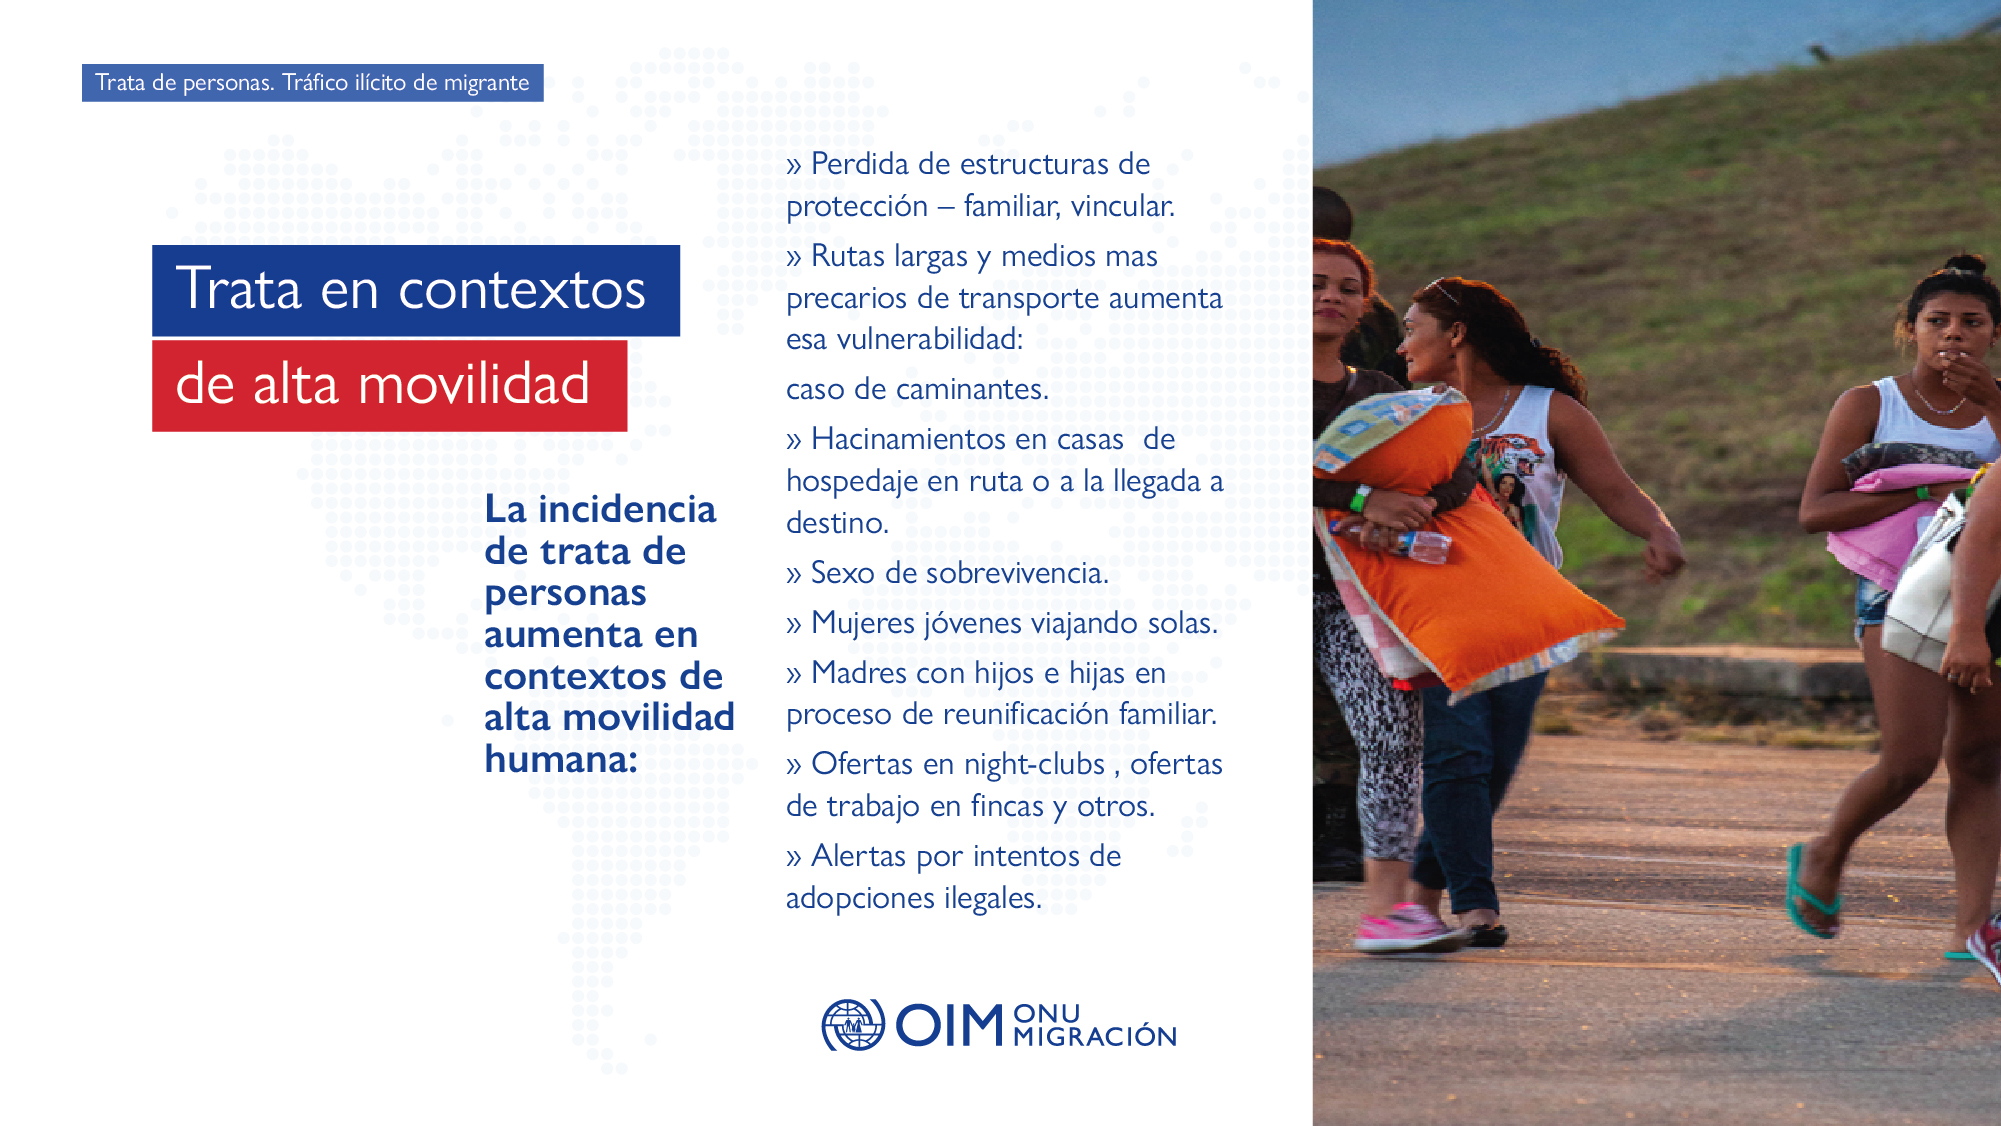 Trata de personas. Tráfico ilícito de migrante
Trata en contextos
de alta movilidad
La incidencia
de trata de
personas
aumenta en
contextos de
alta movilidad
humana:
» Perdida de estructuras de
protección – familiar, vincular.
» Rutas largas y medios mas
precarios de transporte aumenta
esa vulnerabilidad:
caso de caminantes.
» Hacinamientos en casas  de
hospedaje en ruta o a la llegada a
destino.
» Sexo de sobrevivencia.
» Mujeres jóvenes viajando solas.
» Madres con hijos e hijas en
proceso de reunificación familiar.
» Ofertas en night-clubs , ofertas
de trabajo en fincas y otros.
» Alertas por intentos de
adopciones ilegales.
OIM ONU
MIGRACIÓN